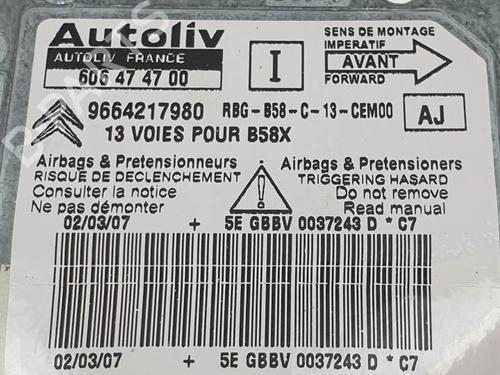 Autoliv
AUTOLIV FRANCE
606 47 47 00
I
SENS DE MONTAGE
IMPERATIF
AVANT
FORWARD
9664217980 RBG-B58-C-13-CEM00
AJ
13 VOIES POUR B58X
Airbags & Pretensionneurs
RISQUE DE DECLENCHEMENT
Consulter la notice
Ne pas démonter
Airbags & Pretensioners
TRIGGERING HASARD
Do not remove
Read manual
02/03/07 + 5E GBBV 0037243 D * C7
02/03/07 + 5E GBBV 0037243 D * C7